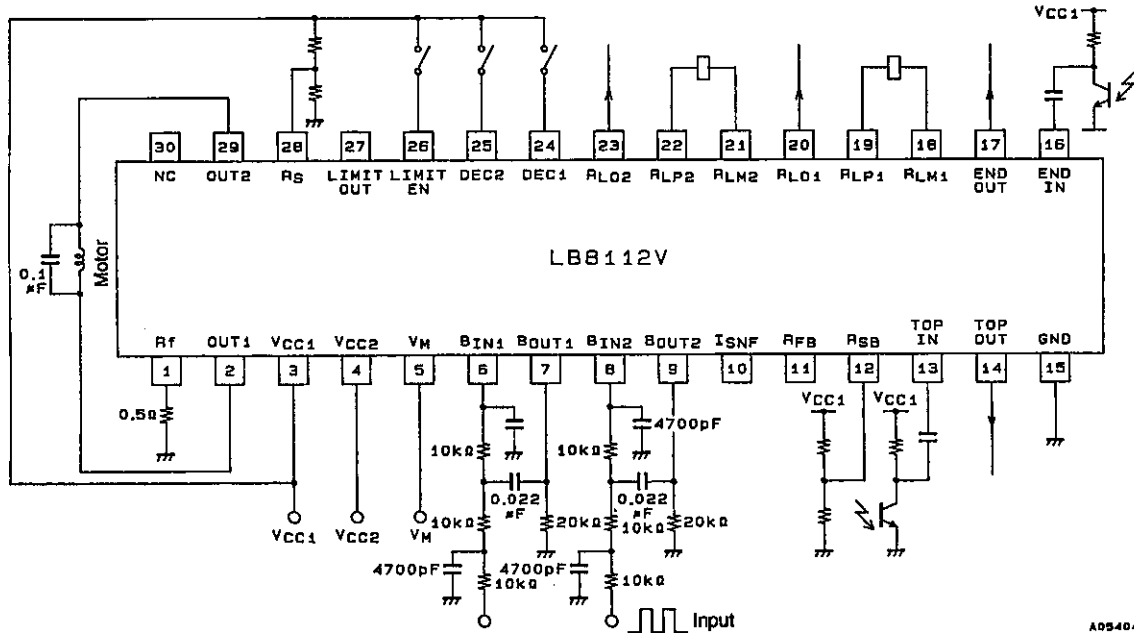 VCC1
30 29 28 27 26 25 24 23 22 21 20 19 18 17 16
NC OUT2 RS LIMIT OUT LIMIT EN DEC2 DEC1 RLO2 RLP2 RLM2 RLO1 RLP1 RLM1 END OUT END IN
LB8112V
0.1
Motor
Rf OUT1 VCC1 VCC2 VM BIN1 BOUT1 BIN2 BOUT2 ISNF RFB RSB TOP IN TOP OUT GND
1 2 3 4 5 6 7 8 9 10 11 12 13 14 15
0.5Ω
VCC1 VCC1
4700pF
10kΩ 10kΩ
0.022 0.022
10kΩ 20kΩ 10kΩ 20kΩ
VCC1 VCC2 VM
4700pF 4700pF
10kΩ 10kΩ
Input